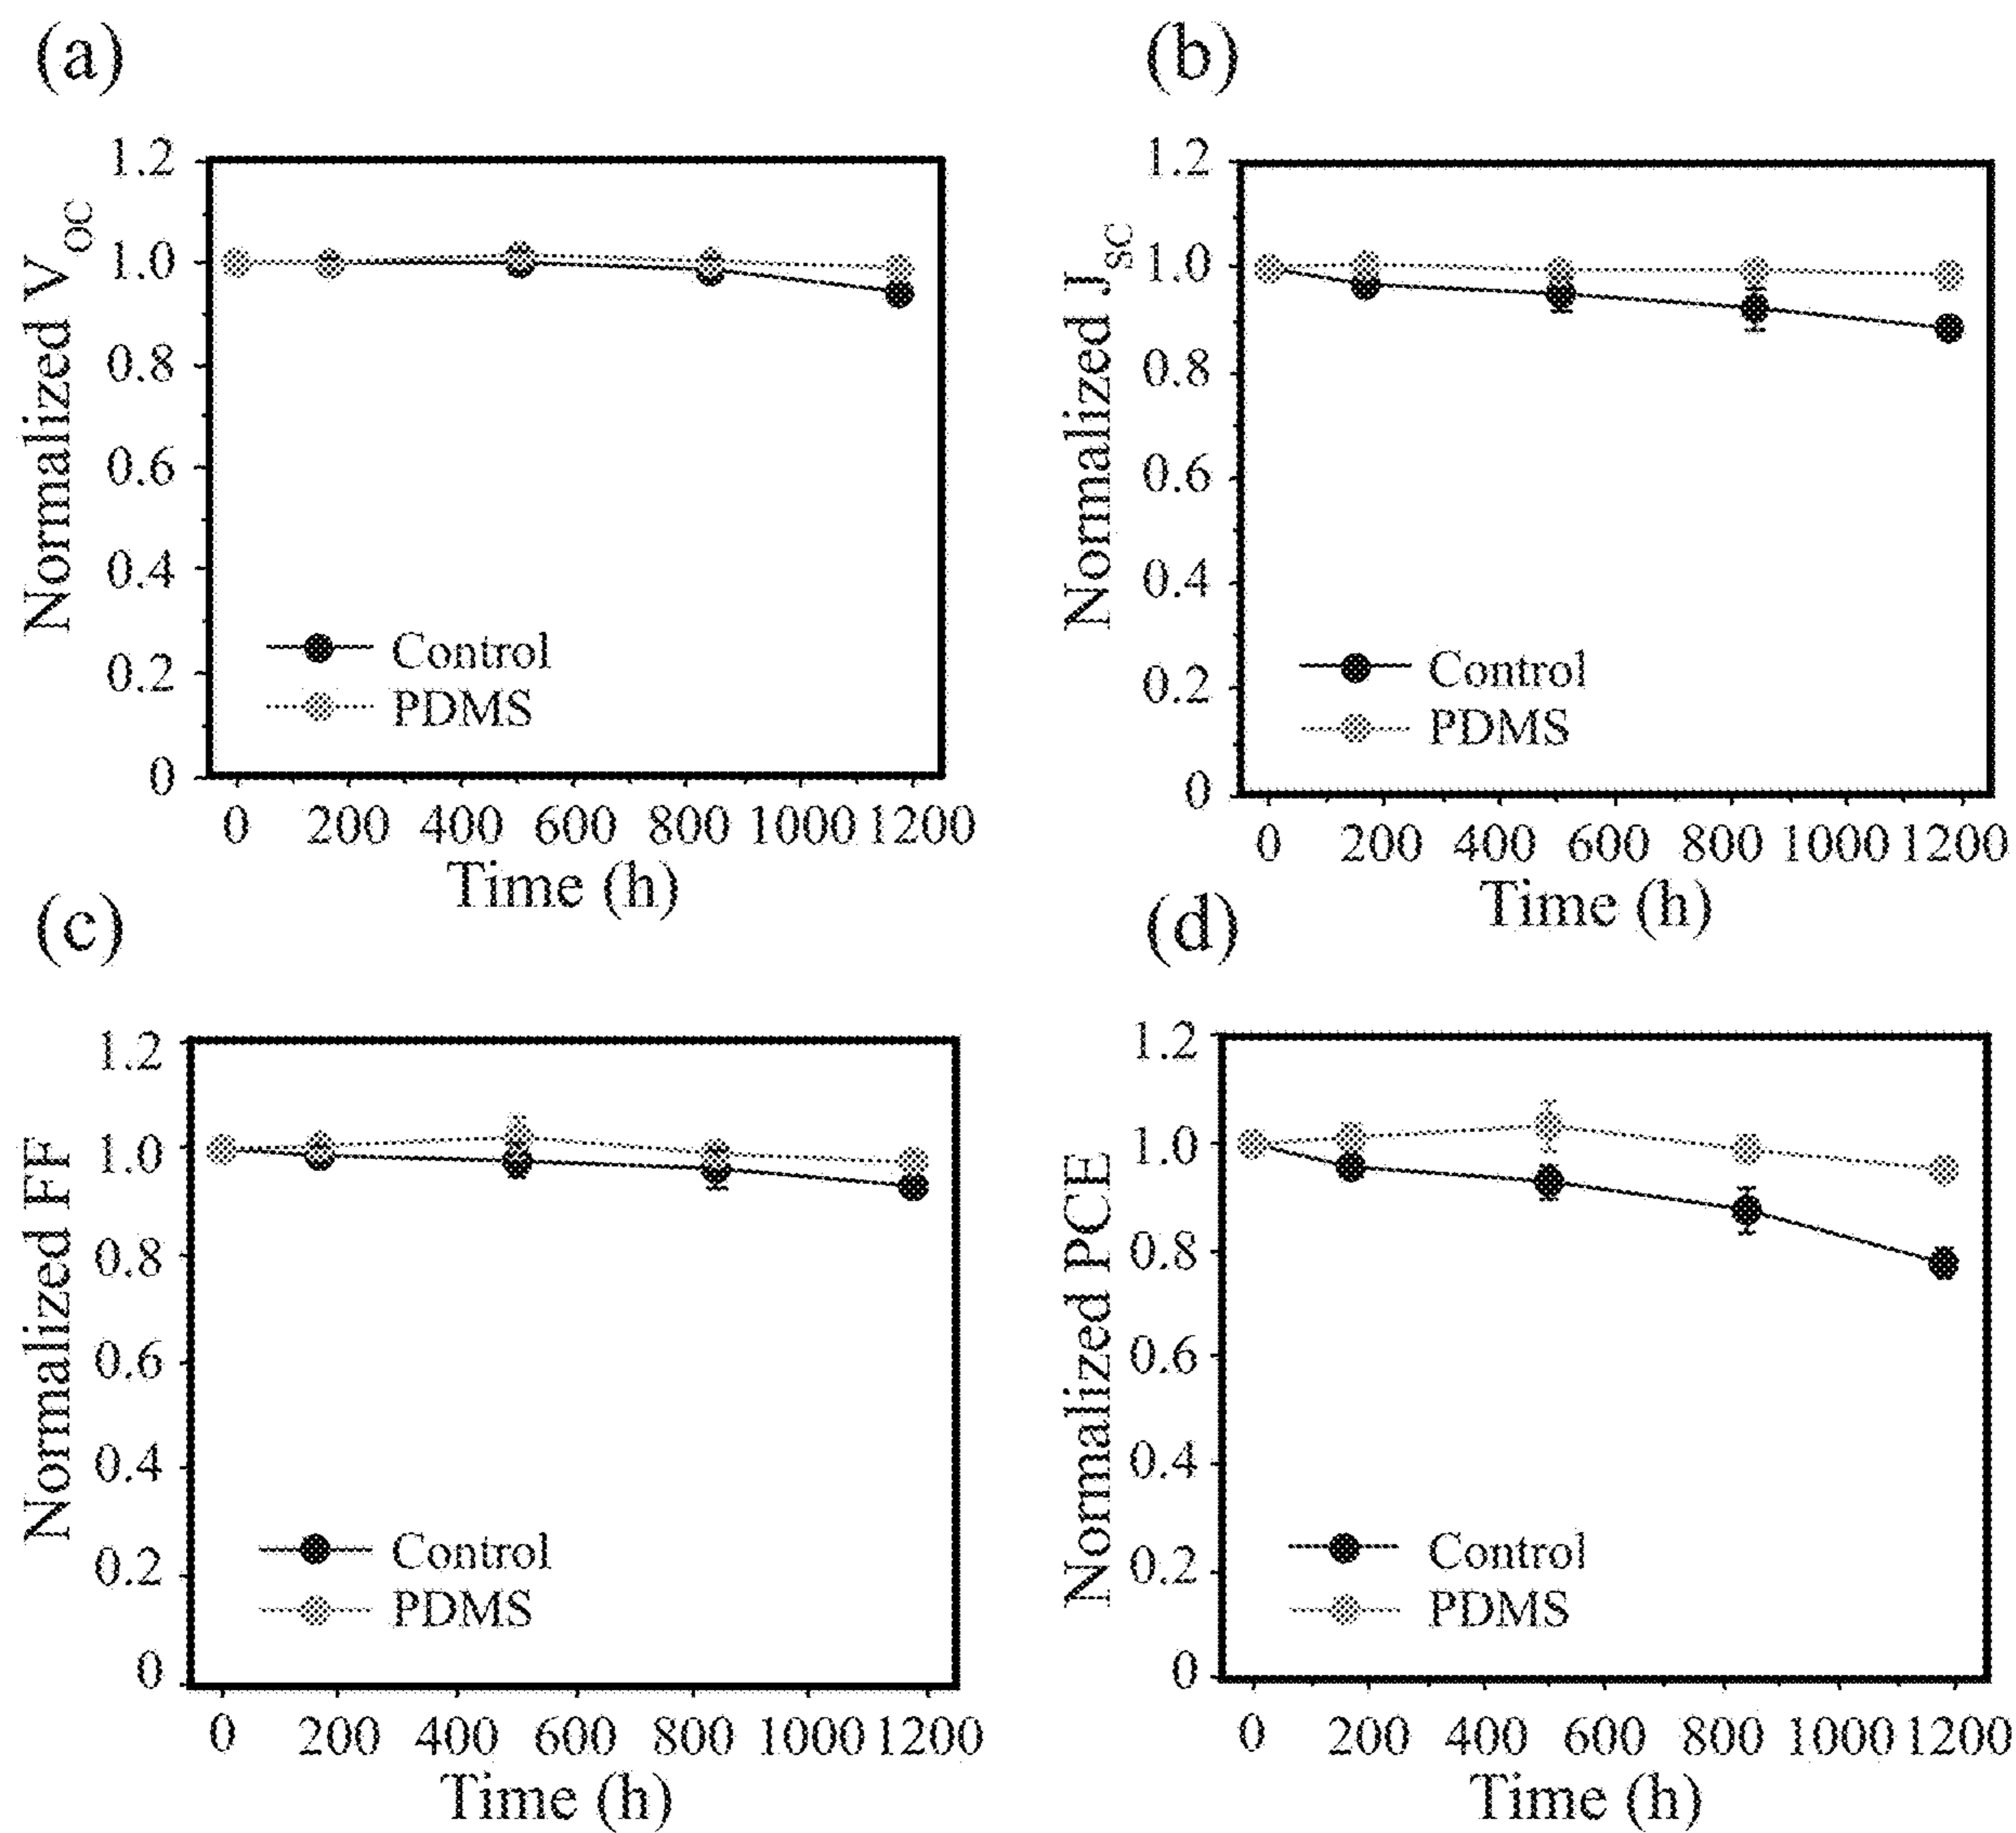 (a)
Normalized V_OC
1.2
1.0
0.8
0.6
0.4
0.2
0
Control
PDMS
0 200 400 600 800 1000 1200
Time (h)
(b)
Normalized J_SC
1.2
1.0
0.8
0.6
0.4
0.2
0
Control
PDMS
0 200 400 600 800 1000 1200
Time (h)
(c)
Normalized FF
1.2
1.0
0.8
0.6
0.4
0.2
0
Control
PDMS
0 200 400 600 800 1000 1200
Time (h)
(d)
Normalized PCE
1.2
1.0
0.8
0.6
0.4
0.2
0
Control
PDMS
0 200 400 600 800 1000 1200
Time (h)